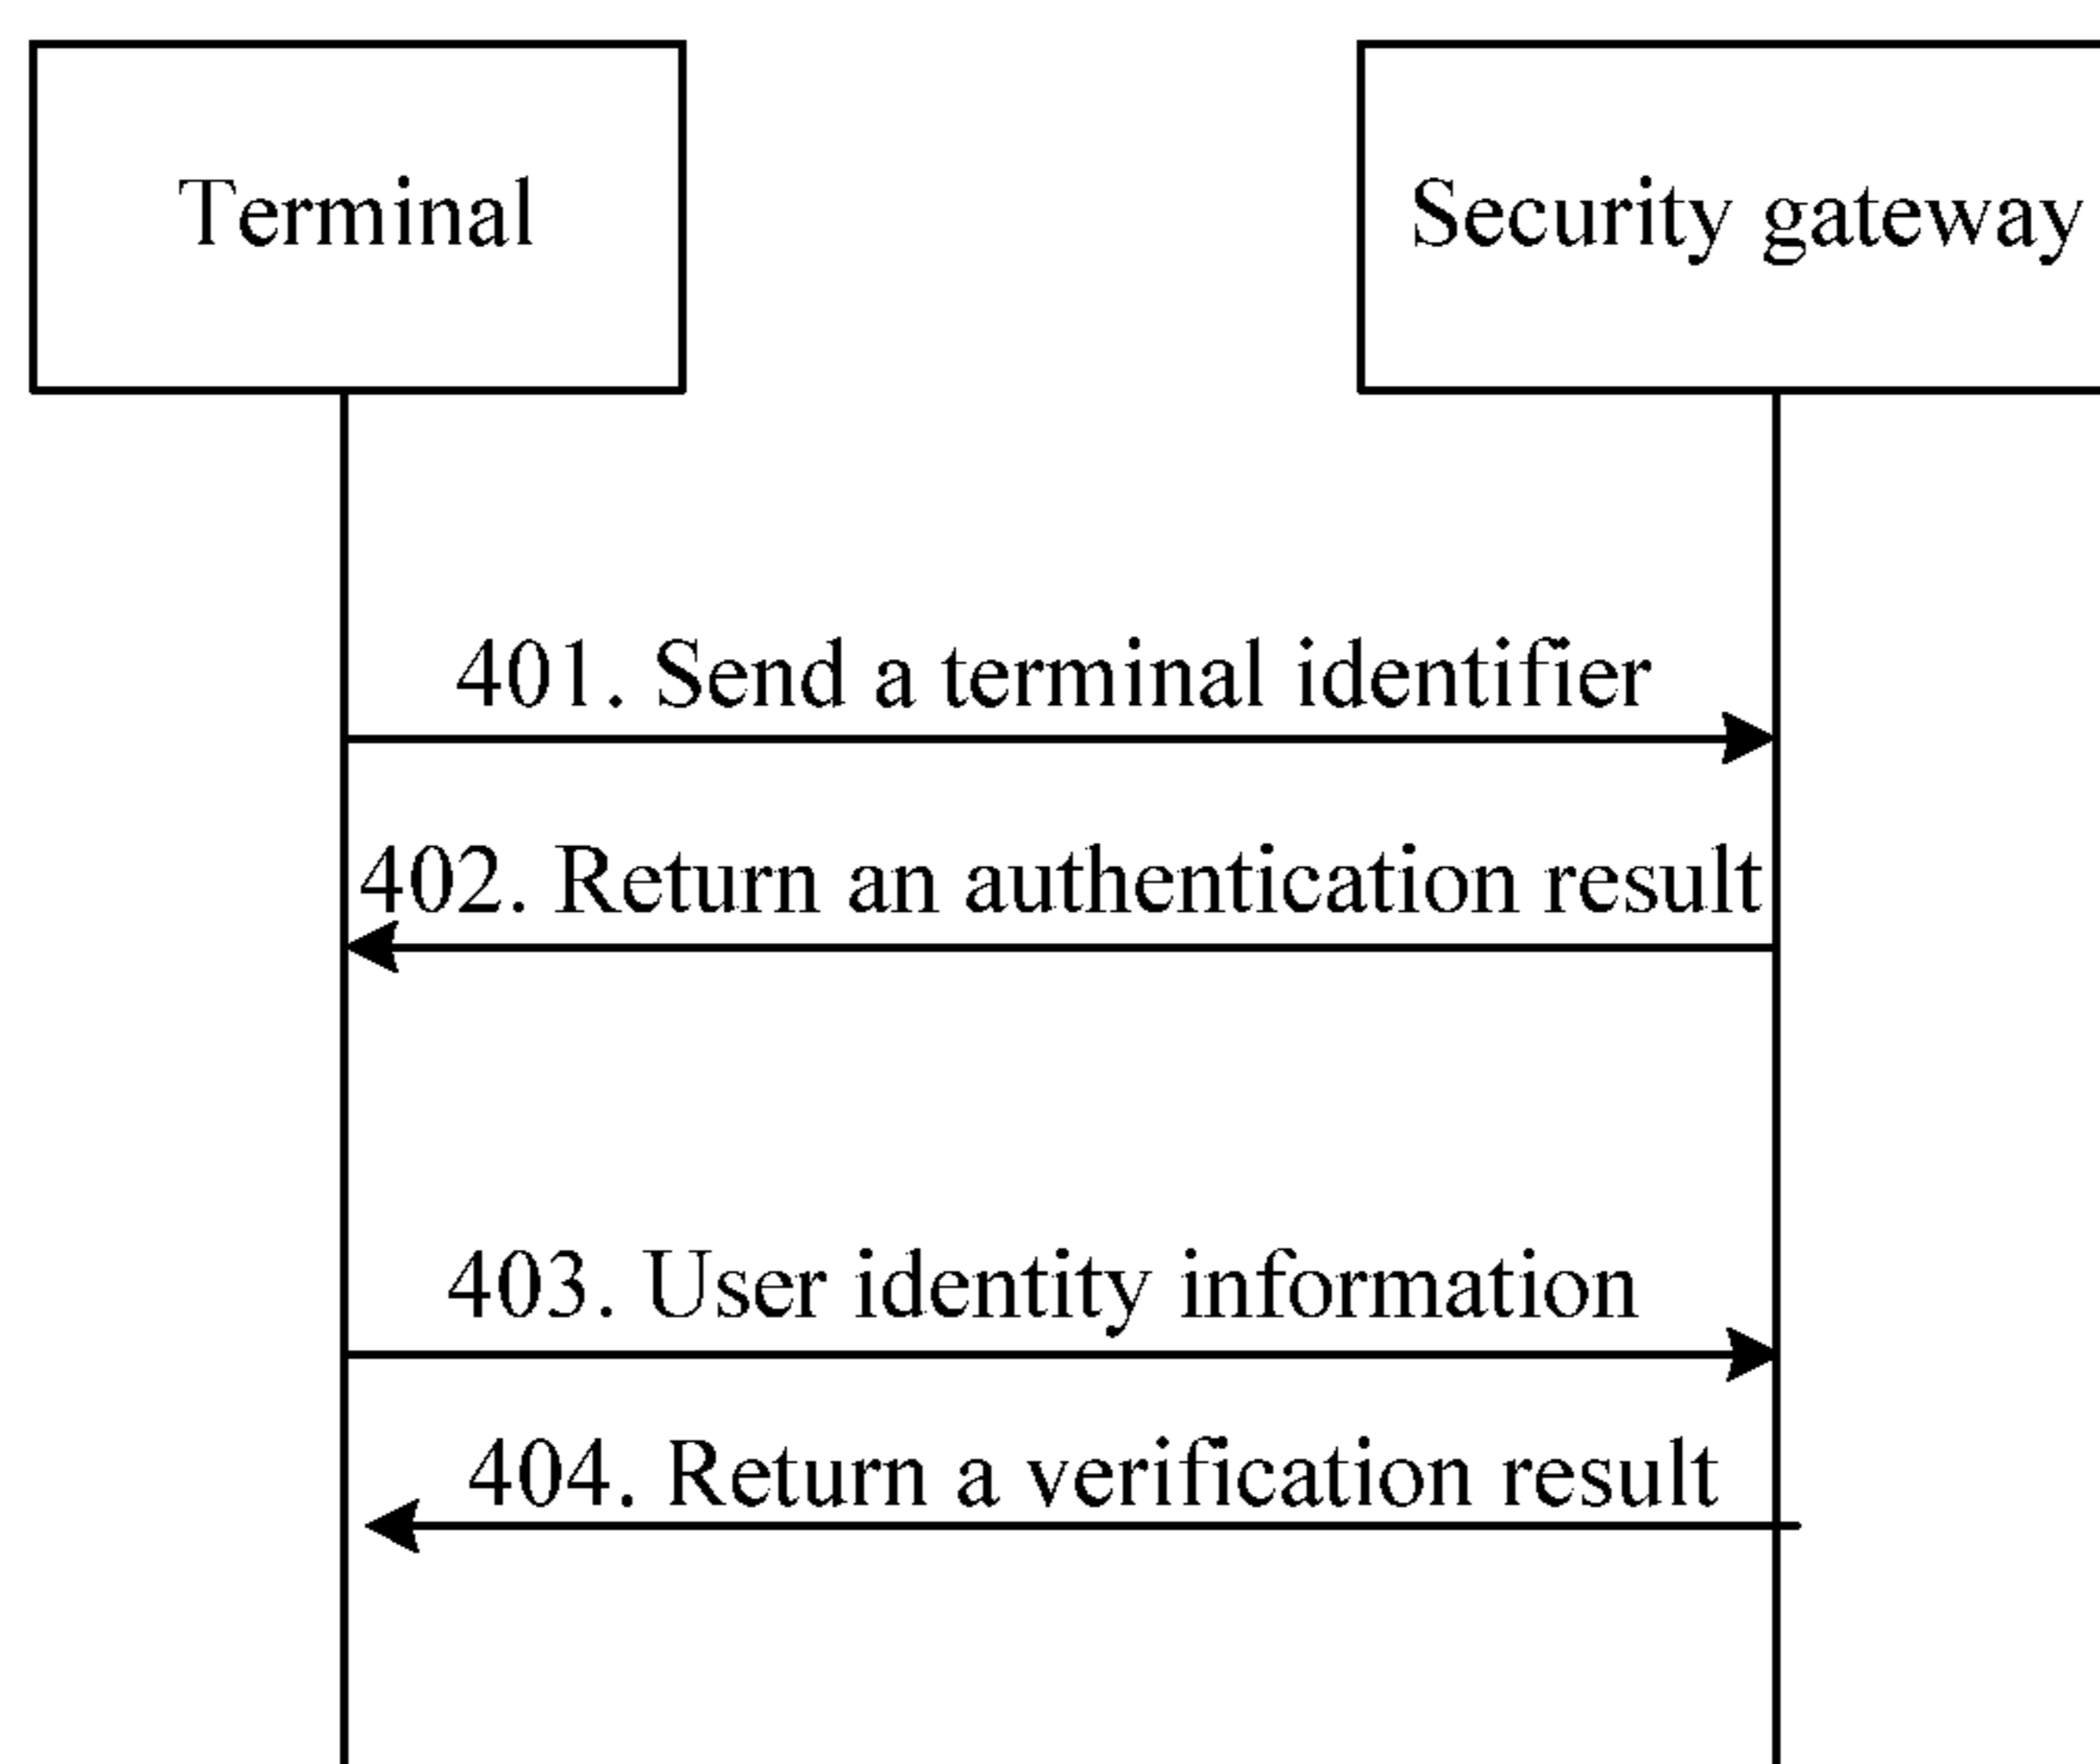 Terminal
Security gateway
401. Send a terminal identifier
402. Return an authentication result
403. User identity information
404. Return a verification result